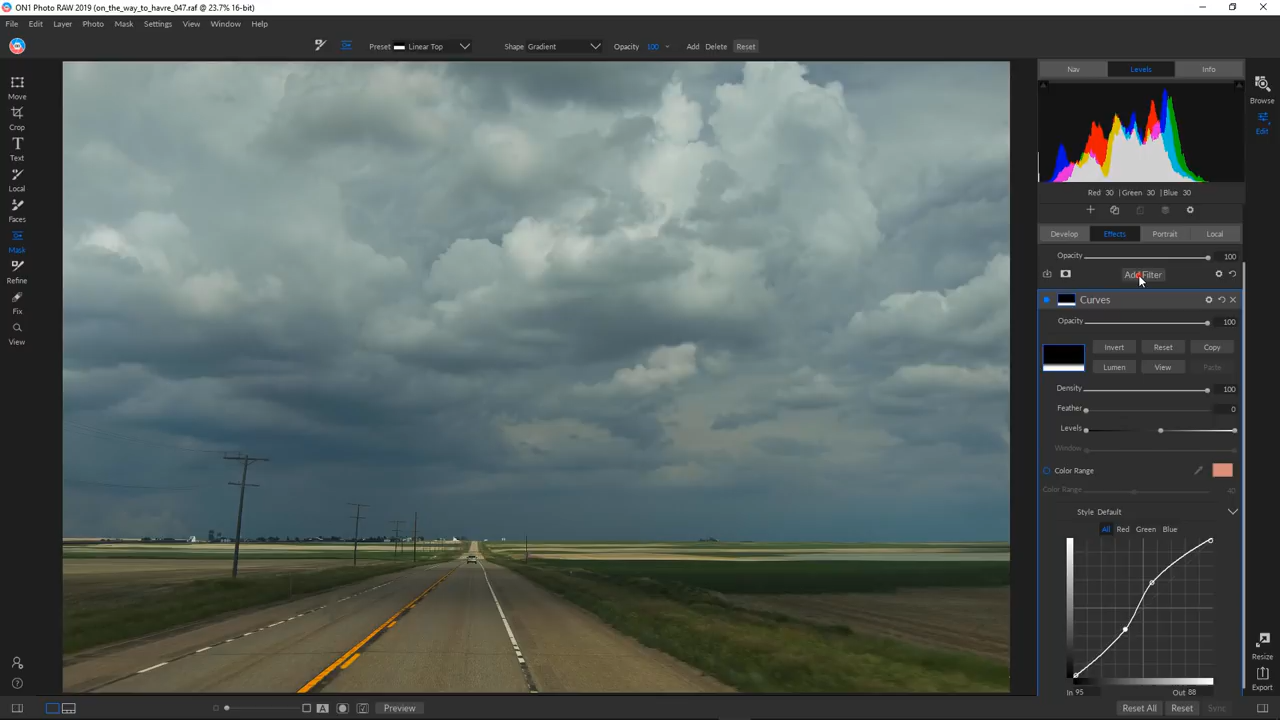 ON1 Photo RAW 2019 (on_the_way_to_havre_047.raf @ 23.7% 16-bit)
File Edit Layer Photo Mask Settings View Window Help
Preset Linear Top Shape Gradient Opacity 100 Add Delete Reset
Nav Levels Info
Move
Crop
Text
Local
Faces
Mask
Refine
Fix
View
Browse
Edit
Red 30 | Green 30 | Blue 30
Develop Effects Portrait Local
Opacity 100
Add Filter
Curves
Opacity 100
Invert Reset Copy
Lumen View Paste
Density 100
Feather 0
Levels
Window
Color Range
Color Range 40
Style Default
All Red Green Blue
In 95 Out 88
Resize
Export
A Preview
Reset All Reset Sync